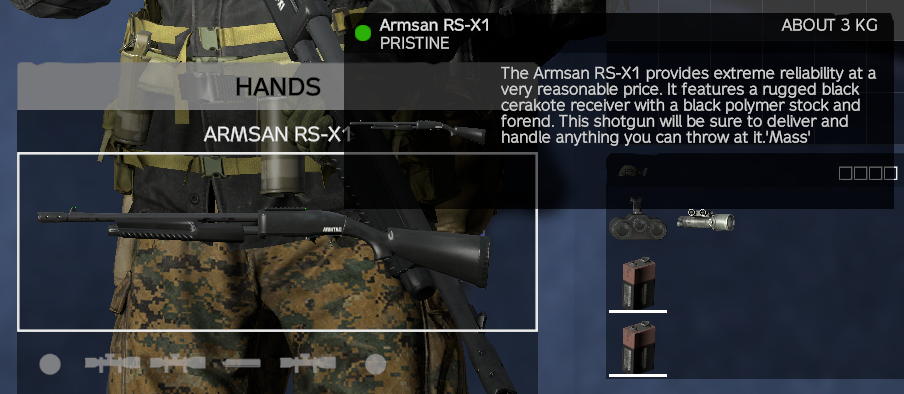 Armsan RS-X1
PRISTINE
ABOUT 3 KG
The Armsan RS-X1 provides extreme reliability at a
very reasonable price. It features a rugged black
cerakote receiver with a black polymer stock and
forend. This shotgun will be sure to deliver and
handle anything you can throw at it.'Mass'
HANDS
ARMSAN RS-X1